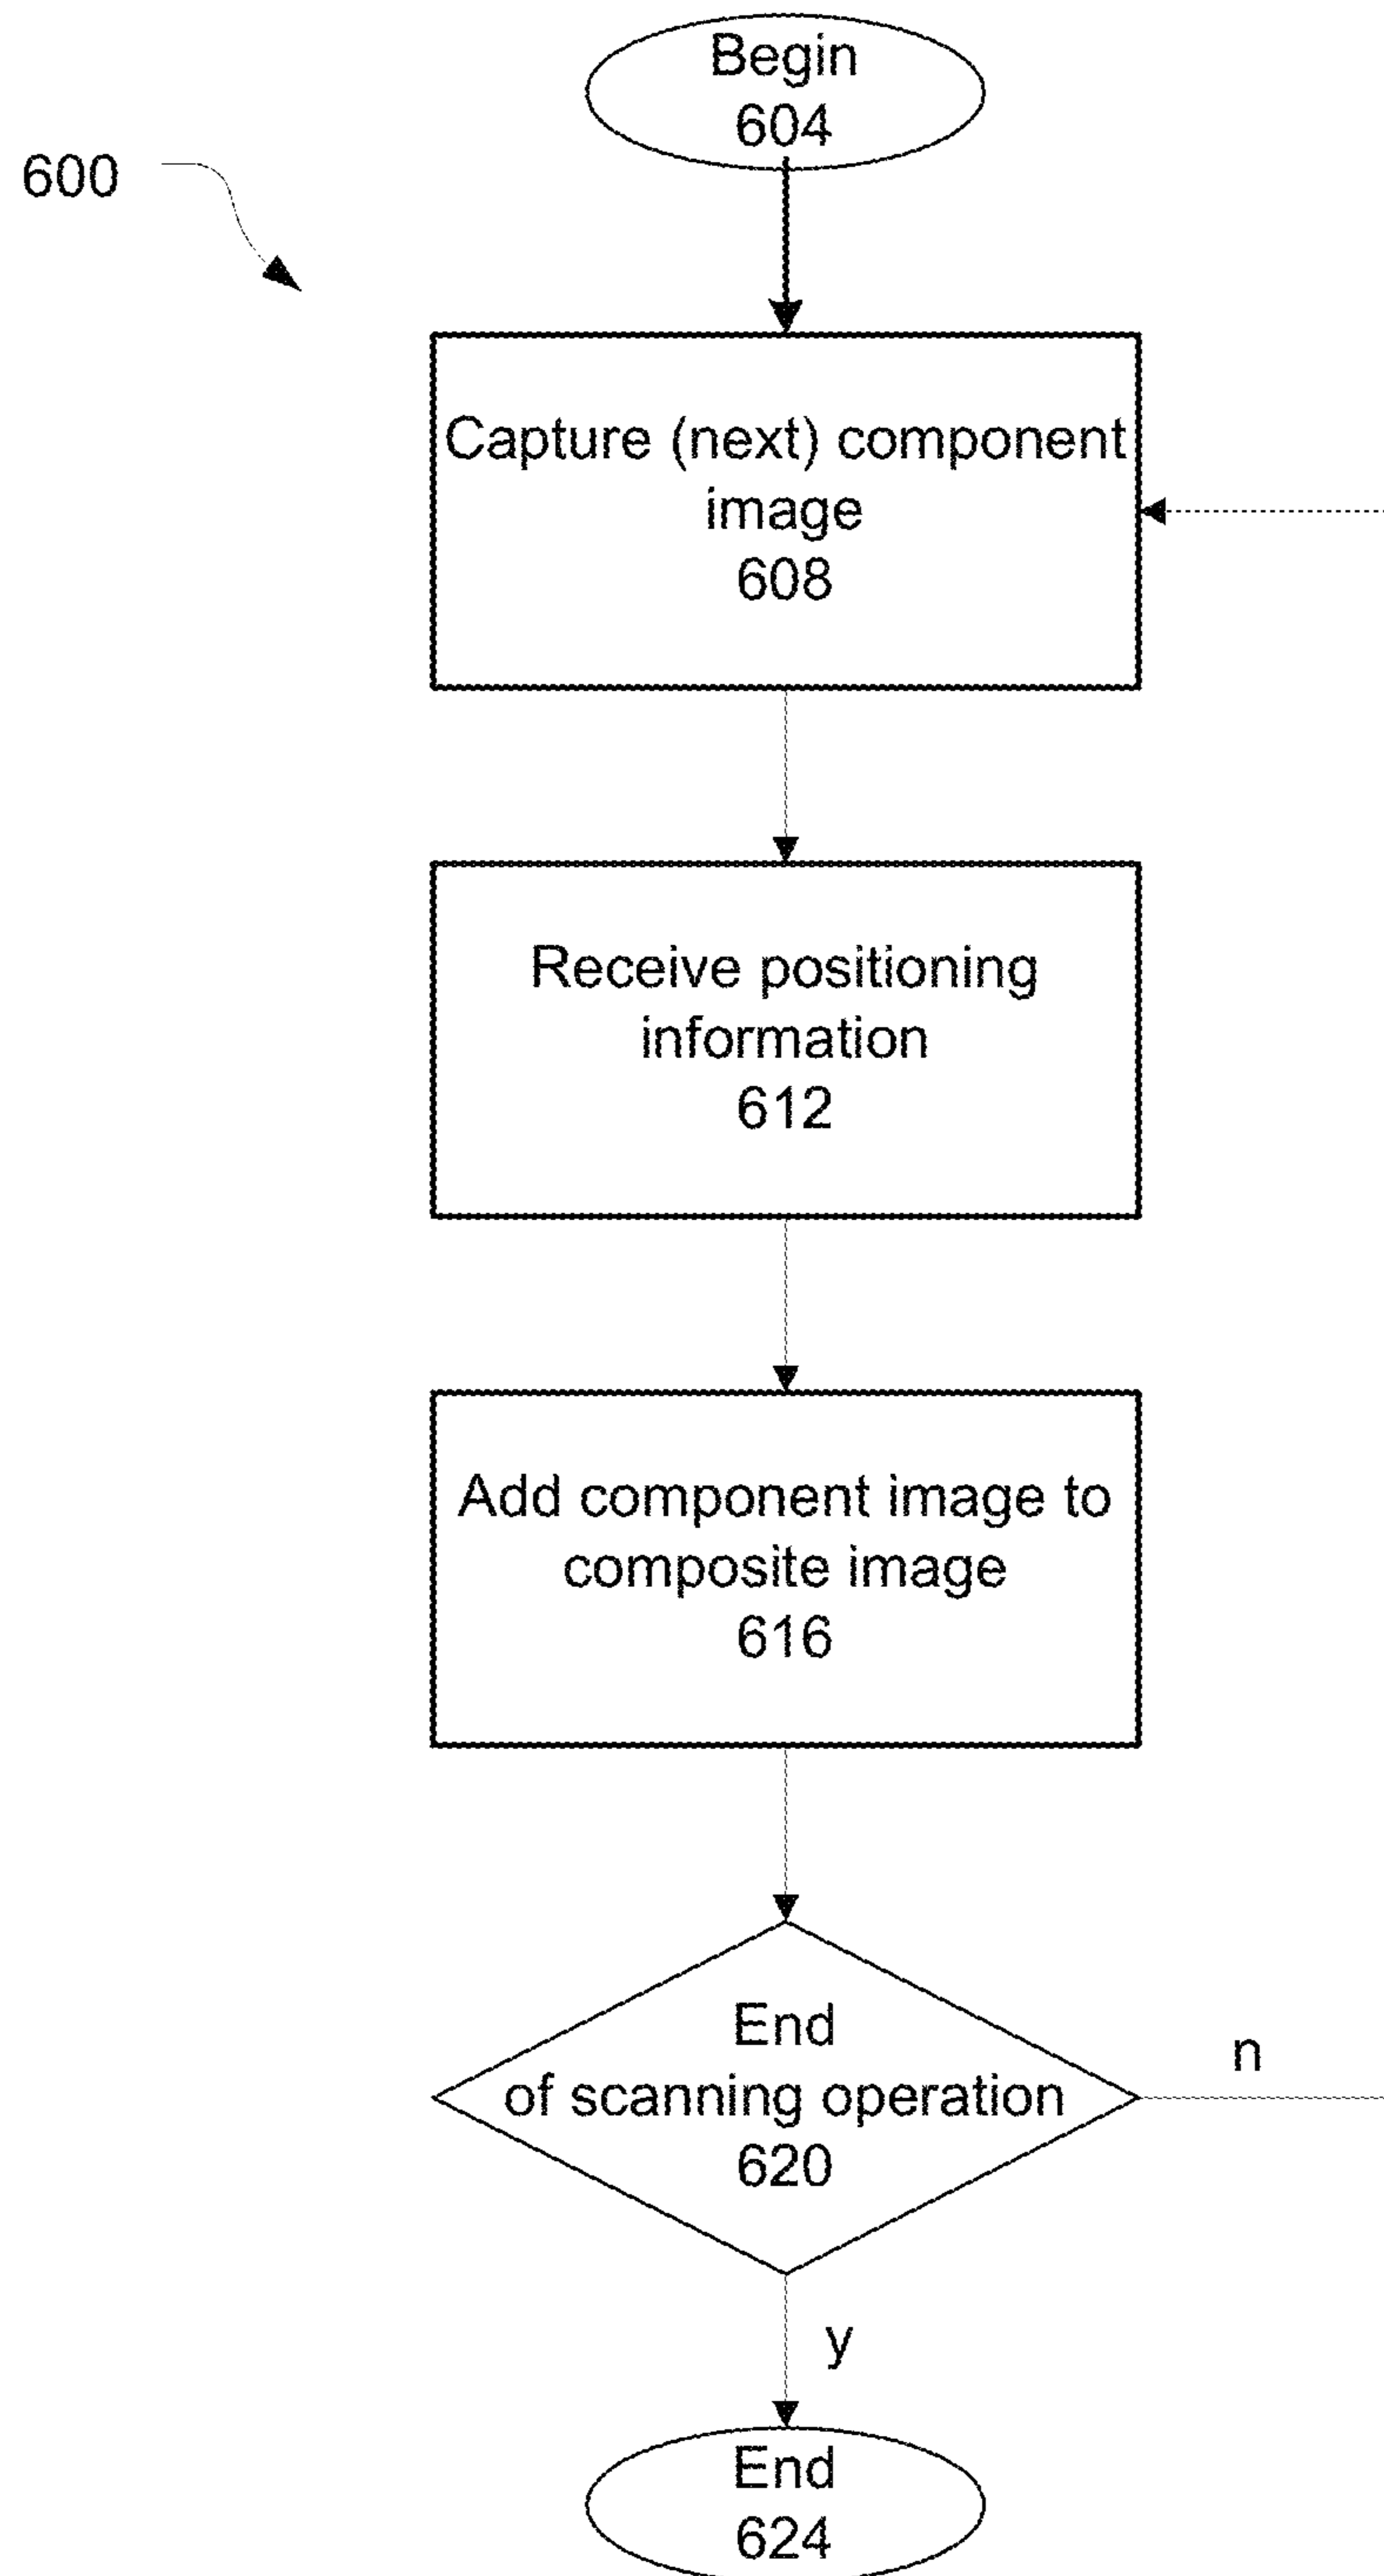 Begin
604
600
Capture (next) component
image
608
Receive positioning
information
612
Add component image to
composite image
616
End
of scanning operation
620
n
y
End
624